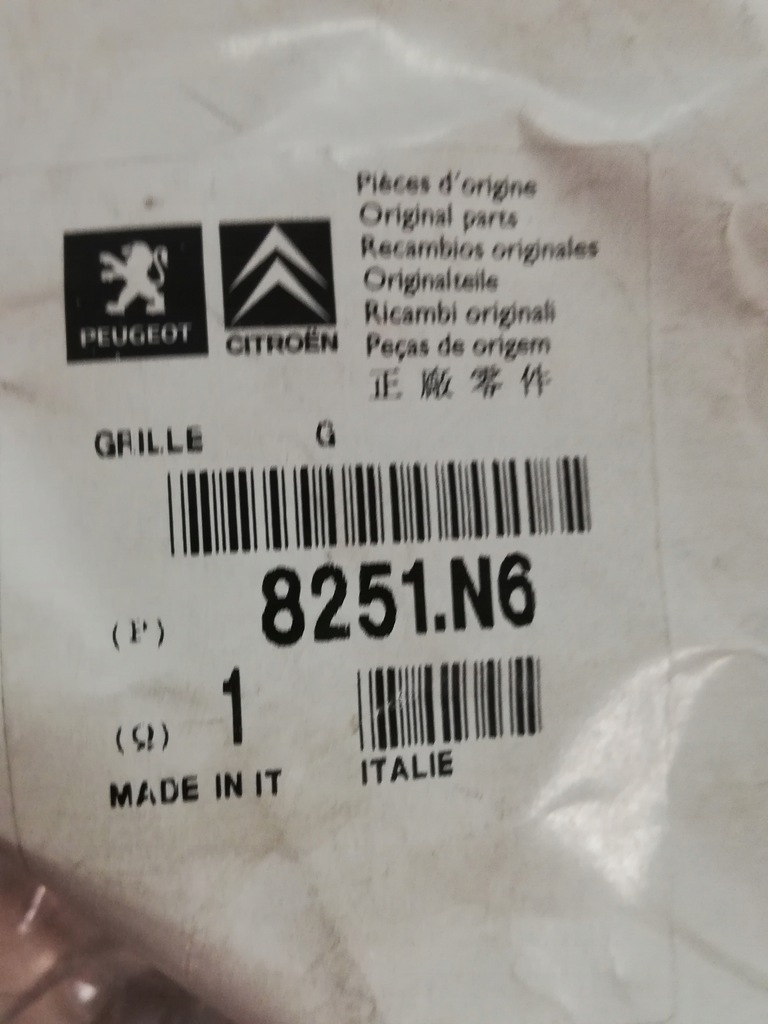 PEUGEOT
CITROËN
Pièces d'origine
Original parts
Recambios originales
Originalteile
Ricambi originali
Peças de origem
正廠零件
GRILLE G
(P) 8251.N6
(Q) 1
MADE IN IT ITALIE